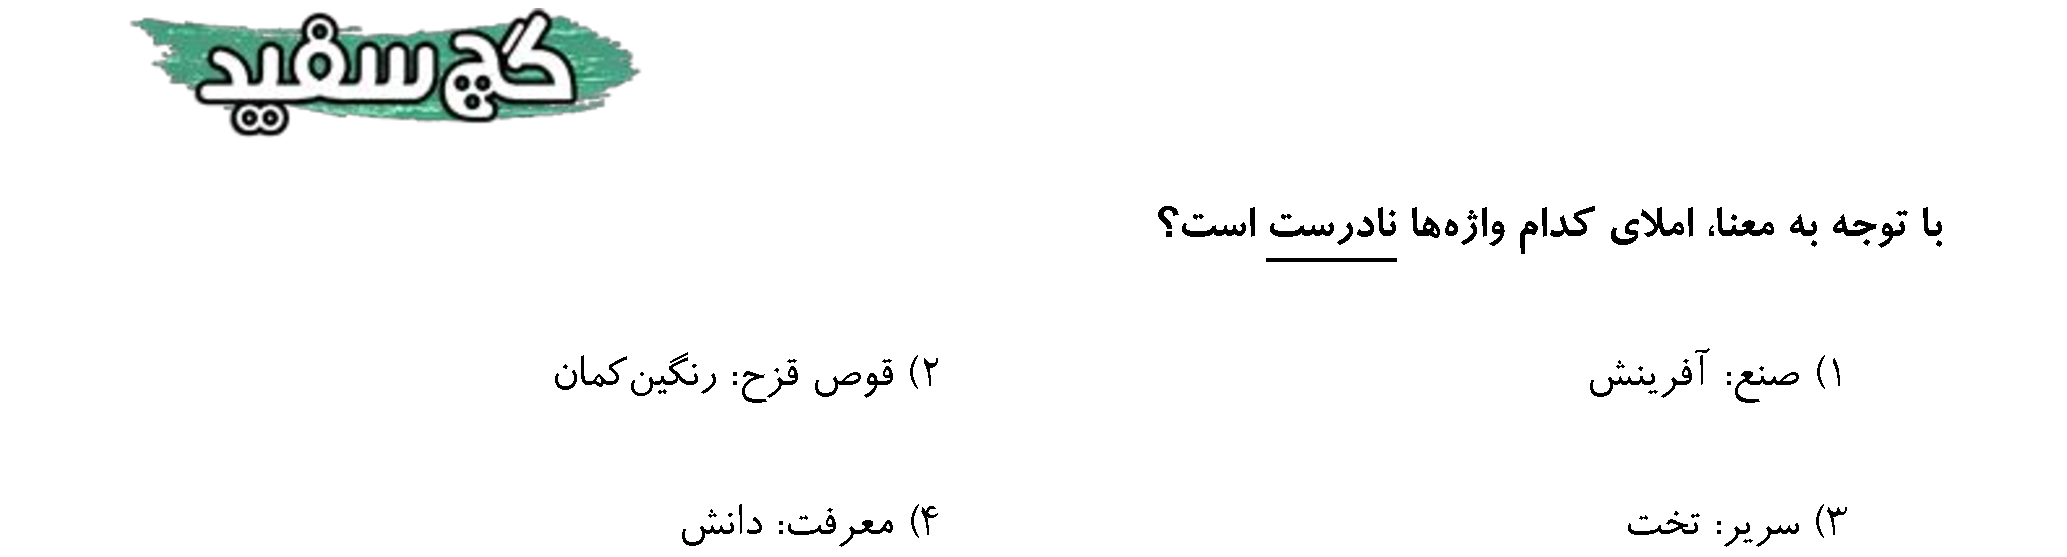 گچ سفید
با توجه به معنا، املای کدام واژه‌ها نادرست است؟
۱) صنع: آفرینش
۲) قوص قزح: رنگین‌کمان
۳) سریر: تخت
۴) معرفت: دانش